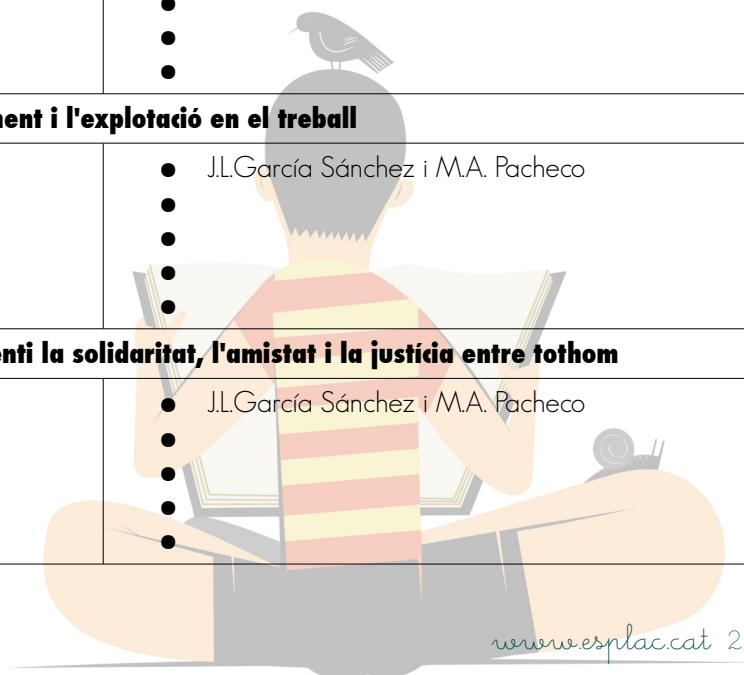 ent i l'explotació en el treball
J.L.García Sánchez i M.A. Pacheco
enti la solidaritat, l'amistat i la justícia entre tothom
J.L.García Sánchez i M.A. Pacheco
www.esplac.cat 2